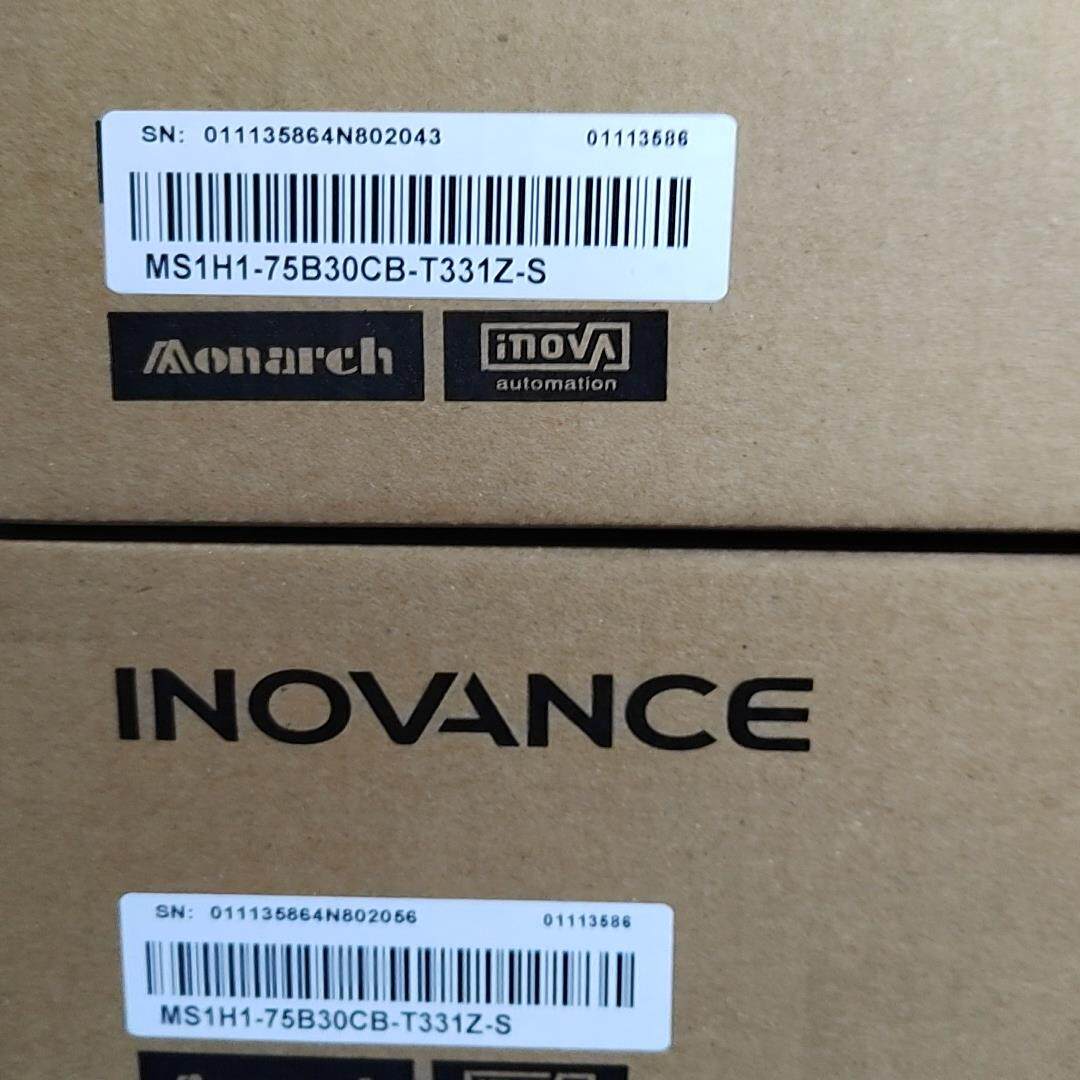 SN: 011135864N802043 01113586
MS1H1-75B30CB-T331Z-S
Monarch
inova
automation
INOVANCE
SN: 011135864N802056 01113586
MS1H1-75B30CB-T331Z-S